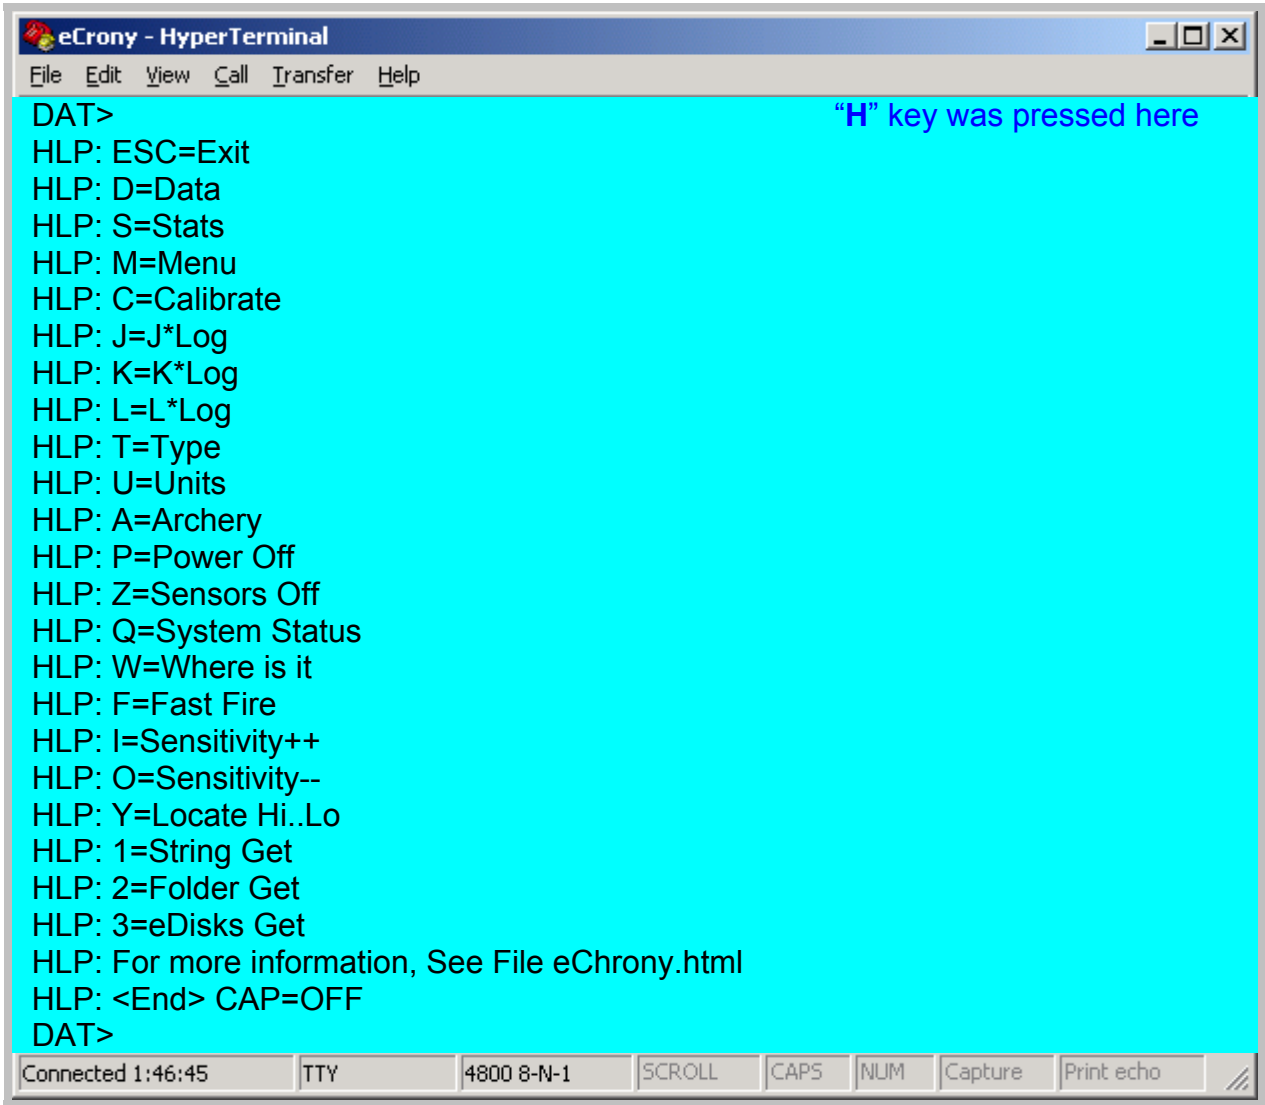 eCrony - HyperTerminal
File Edit View Call Transfer Help
DAT> “H” key was pressed here
HLP: ESC=Exit
HLP: D=Data
HLP: S=Stats
HLP: M=Menu
HLP: C=Calibrate
HLP: J=J*Log
HLP: K=K*Log
HLP: L=L*Log
HLP: T=Type
HLP: U=Units
HLP: A=Archery
HLP: P=Power Off
HLP: Z=Sensors Off
HLP: Q=System Status
HLP: W=Where is it
HLP: F=Fast Fire
HLP: I=Sensitivity++
HLP: O=Sensitivity--
HLP: Y=Locate Hi..Lo
HLP: 1=String Get
HLP: 2=Folder Get
HLP: 3=eDisks Get
HLP: For more information, See File eChrony.html
HLP: <End> CAP=OFF
DAT>
Connected 1:46:45 TTY 4800 8-N-1 SCROLL CAPS NUM Capture Print echo